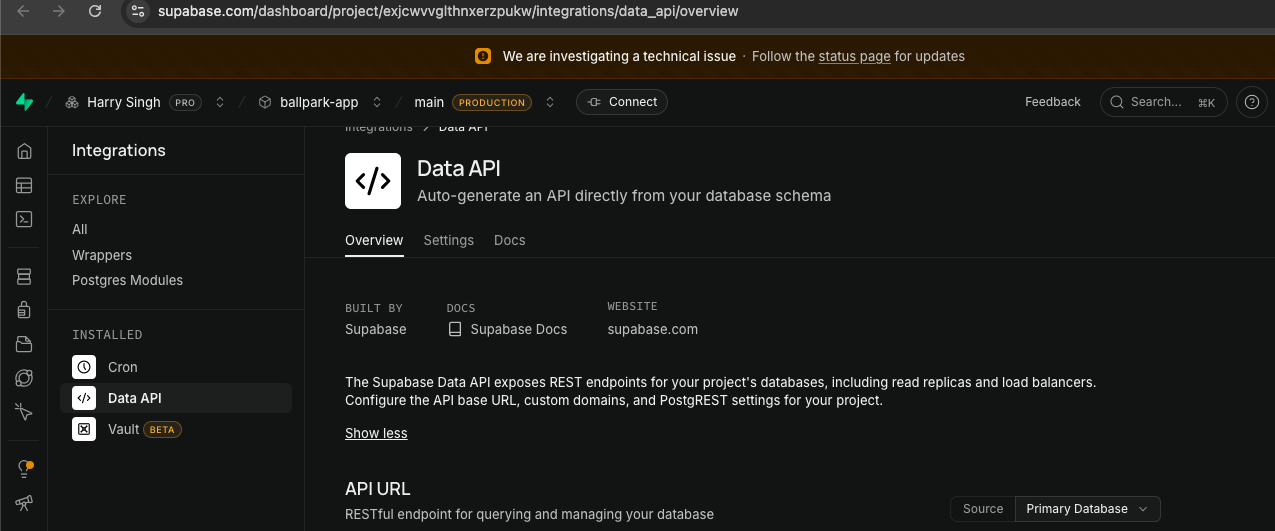 supabase.com/dashboard/project/exjcwvvglthnxerzpukw/integrations/data_api/overview
We are investigating a technical issue · Follow the status page for updates
/ Harry Singh PRO / ballpark-app / main PRODUCTION Connect Feedback Search... ⌘K
Integrations
Integrations > Data API
Data API
Auto-generate an API directly from your database schema
EXPLORE
All
Wrappers
Postgres Modules
INSTALLED
Cron
Data API
Vault BETA
Overview Settings Docs
BUILT BY DOCS WEBSITE
Supabase Supabase Docs supabase.com
The Supabase Data API exposes REST endpoints for your project's databases, including read replicas and load balancers.
Configure the API base URL, custom domains, and PostgREST settings for your project.
Show less
API URL
RESTful endpoint for querying and managing your database
Source Primary Database